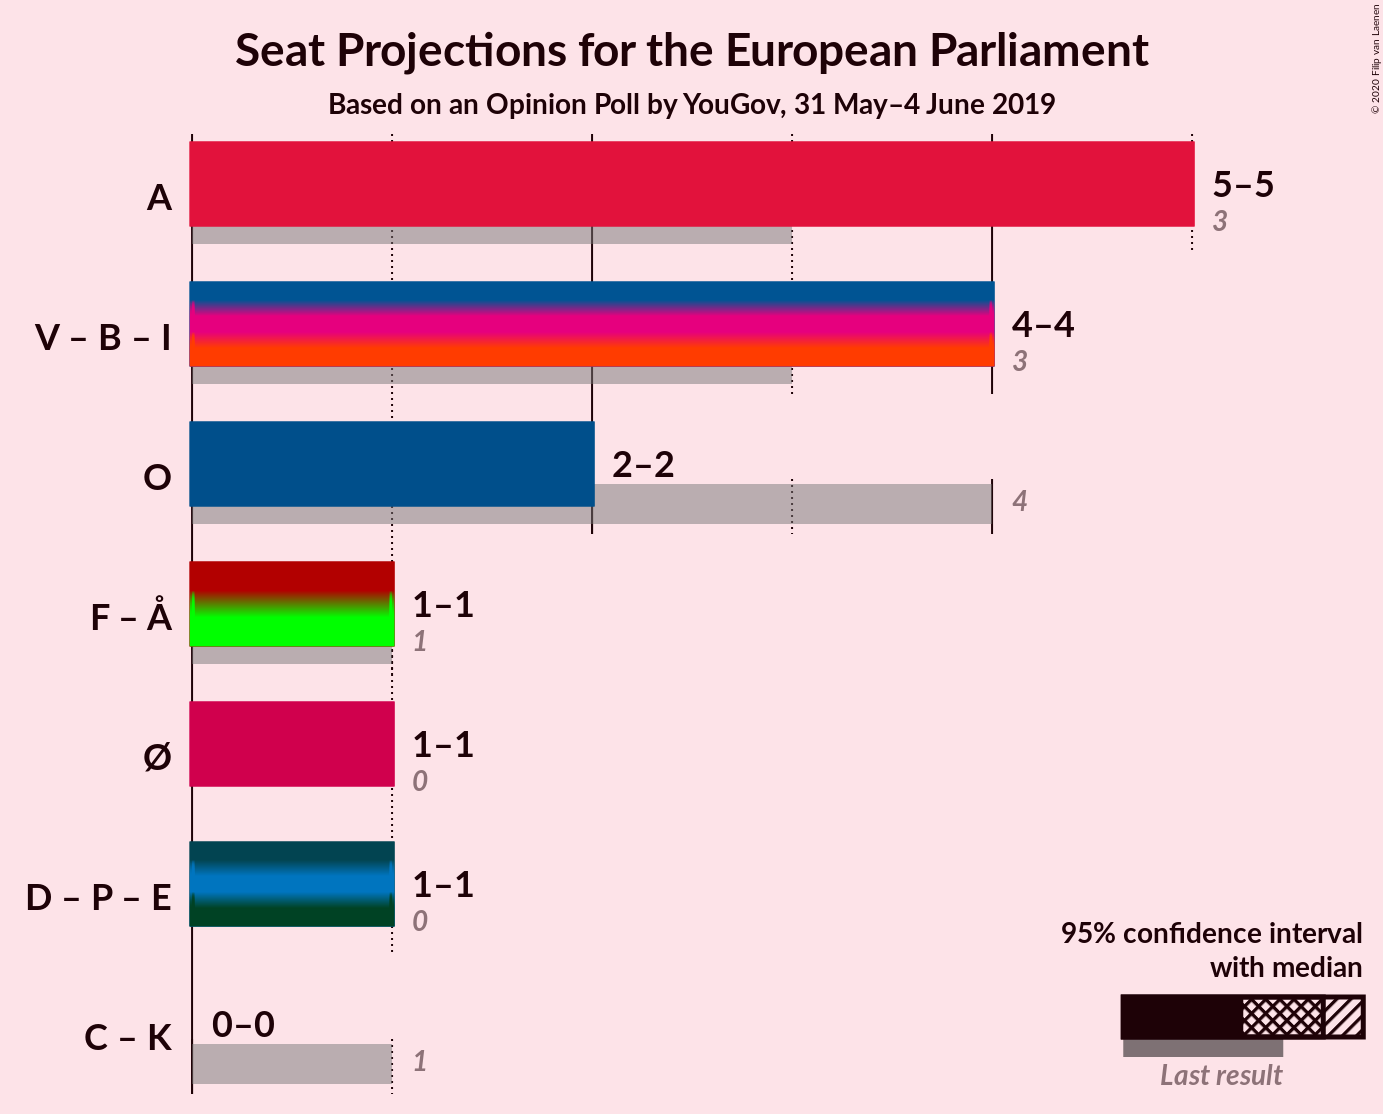 Seat Projections for the European Parliament
Based on an Opinion Poll by YouGov, 31 May–4 June 2019
© 2020 Filip van Laenen
A
5–5
3
V – B – I
4–4
3
O
2–2
4
F – Å
1–1
1
Ø
1–1
0
D – P – E
1–1
0
C – K
0–0
1
95% confidence interval
with median
Last result